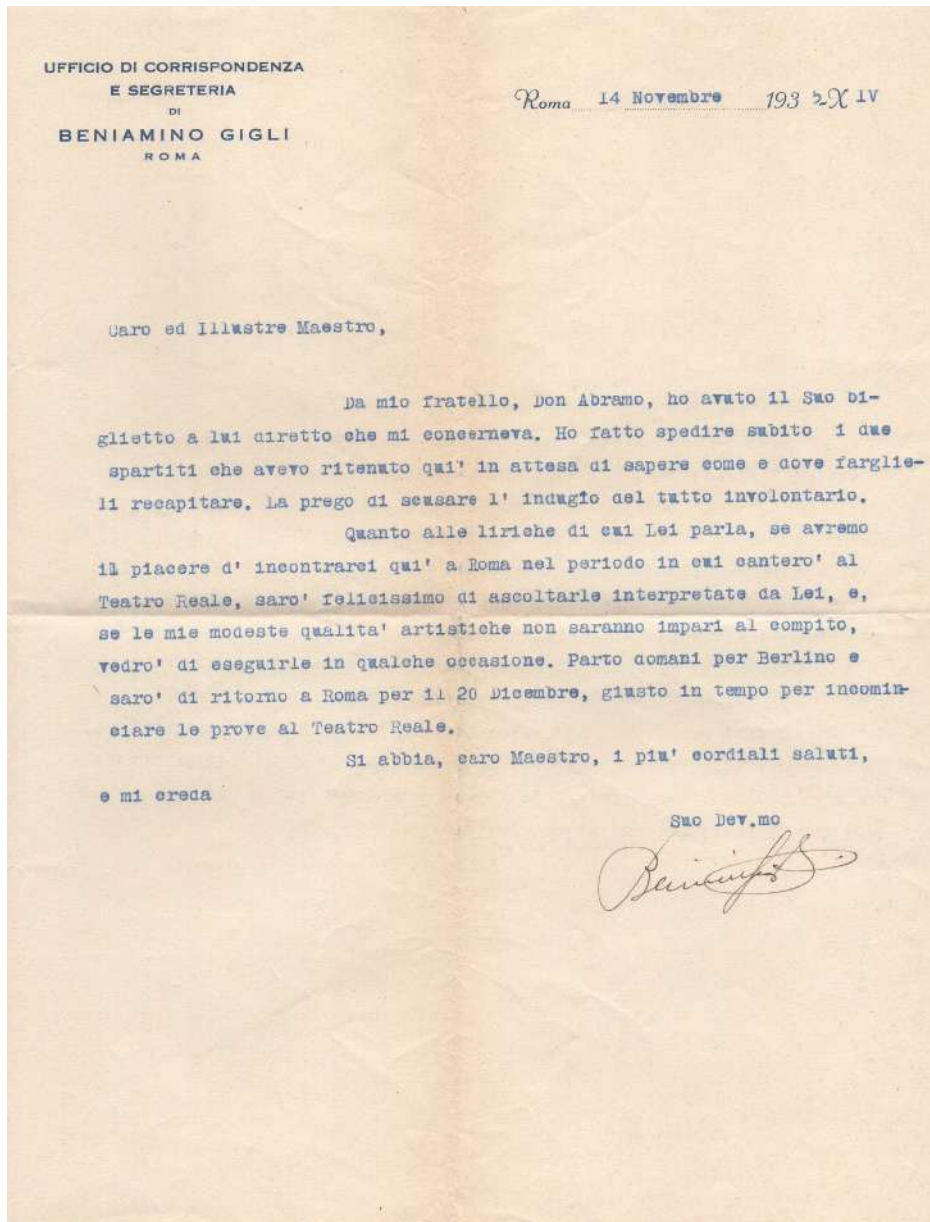 UFFICIO DI CORRISPONDENZA
E SEGRETERIA
DI
BENIAMINO GIGLI
ROMA
Roma 14 Novembre 1935-XIV
Caro ed Illustre Maestro,
Da mio fratello, Don Abramo, ho avuto il Suo bi-
glietto a lui diretto che mi concerneva. Ho fatto spedire subito i due
spartiti che avevo ritenuto qui' in attesa di sapere come e dove farglie-
li recapitare. La prego di scusare l' indugio del tutto involontario.
Quanto alle liriche di cui Lei parla, se avremo
il piacere d' incontrarci qui' a Roma nel periodo in cui cantero' al
Teatro Reale, saro' felicissimo di ascoltarle interpretate da Lei, e,
se le mie modeste qualita' artistiche non saranno impari al compito,
vedro' di eseguirle in qualche occasione. Parto domani per Berlino e
saro' di ritorno a Roma per il 20 Dicembre, giusto in tempo per incomin-
ciare le prove al Teatro Reale.
Si abbia, caro Maestro, i piu' cordiali saluti,
e mi creda
Suo Dev.mo